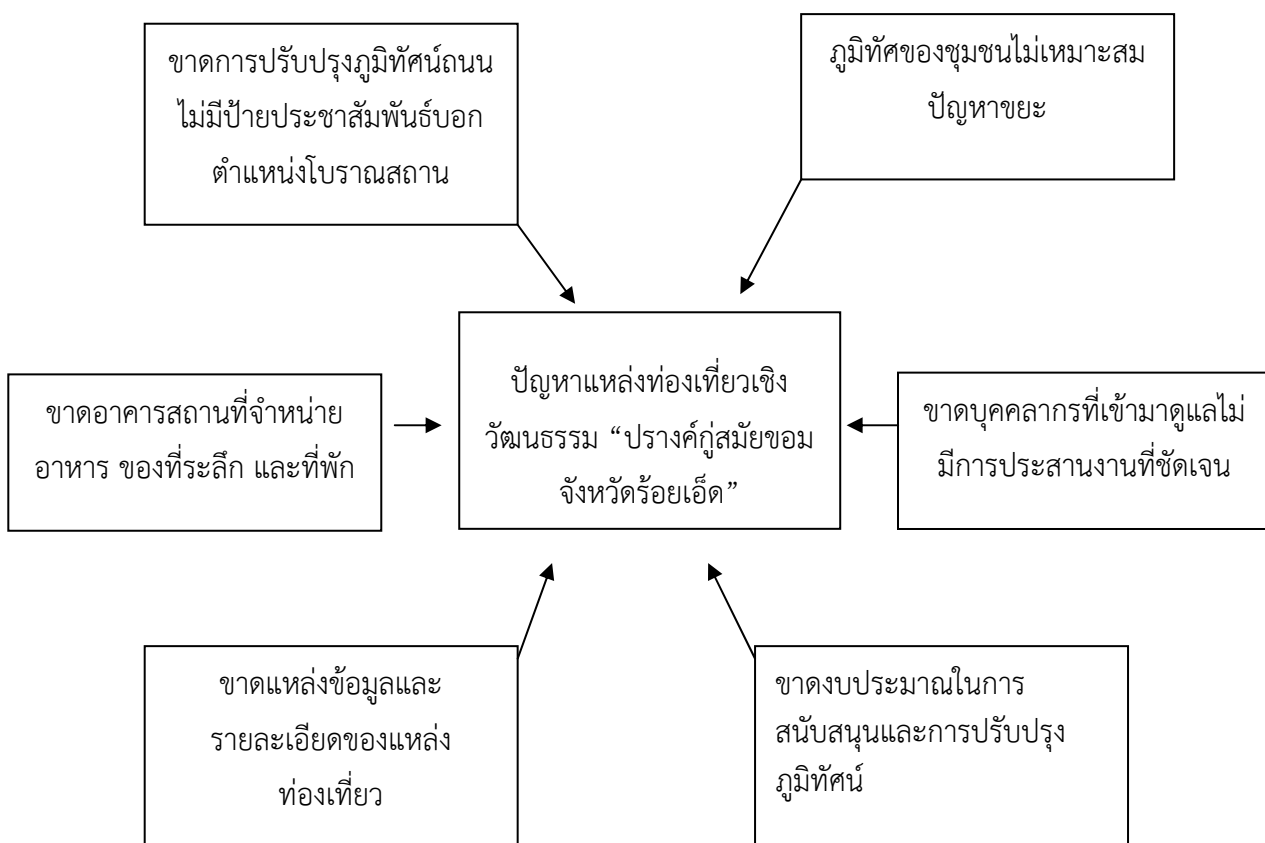 ขาดการปรับปรุงภูมิทัศน์ถนน
ไม่มีป้ายประชาสัมพันธ์บอก
ตำแหน่งโบราณสถาน
ภูมิทัศของชุมชนไม่เหมาะสม
ปัญหาขยะ
ขาดอาคารสถานที่จำหน่าย
อาหาร ของที่ระลึก และที่พัก
ปัญหาแหล่งท่องเที่ยวเชิง
วัฒนธรรม “ปรางค์กู่สมัยขอม
จังหวัดร้อยเอ็ด”
ขาดบุคคลากรที่เข้ามาดูแลไม่
มีการประสานงานที่ชัดเจน
ขาดแหล่งข้อมูลและ
รายละเอียดของแหล่ง
ท่องเที่ยว
ขาดงบประมาณในการ
สนับสนุนและการปรับปรุง
ภูมิทัศน์